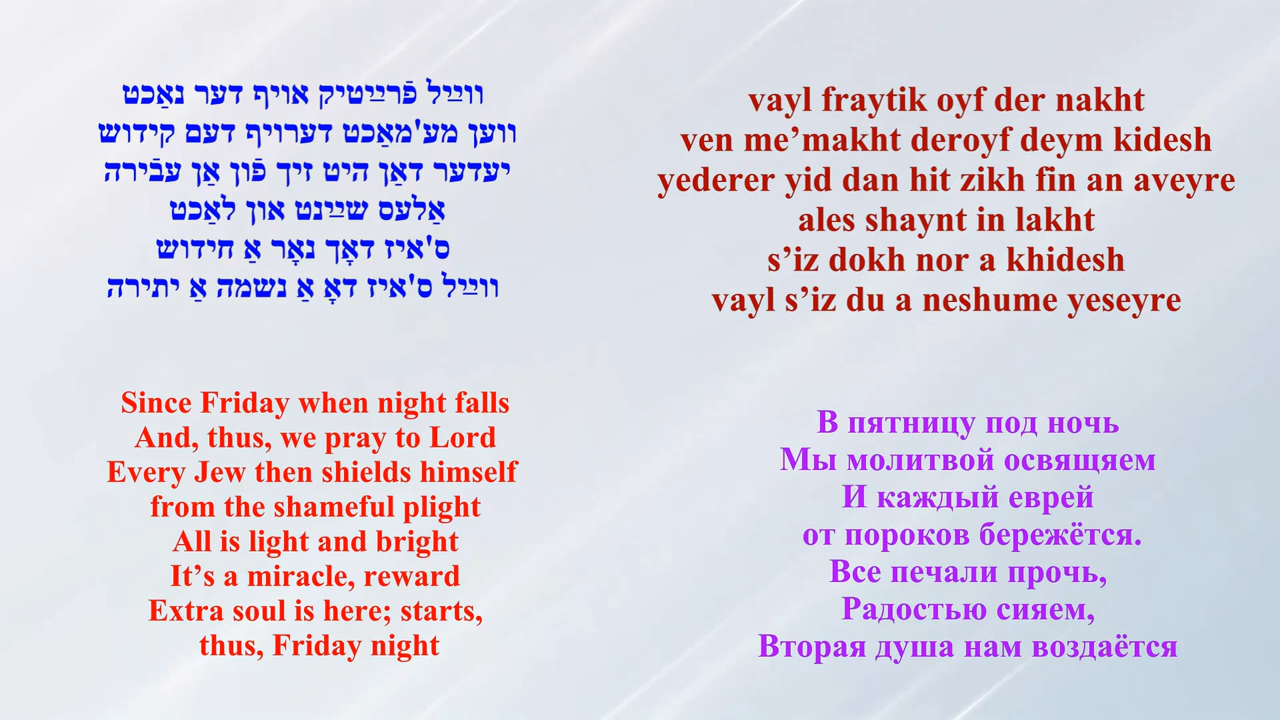 ווײַל פֿרײַטיק אויף דער נאַכט
ווען מע'מאַכט דערויף דעם קידוש
יעדער דאַן היט זיך פֿון אַן עבֿירה
אַלעס שײַנט און לאַכט
ס'איז דאָך נאָר אַ חידוש
ווײַל ס'איז דאָ אַ נשמה אַ יתירה
vayl fraytik oyf der nakht
ven me’makht deroyf deym kidesh
yederer yid dan hit zikh fin an aveyre
ales shaynt in lakht
s’iz dokh nor a khidesh
vayl s’iz du a neshume yeseyre
Since Friday when night falls
And, thus, we pray to Lord
Every Jew then shields himself
from the shameful plight
All is light and bright
It’s a miracle, reward
Extra soul is here; starts,
thus, Friday night
В пятницу под ночь
Мы молитвой освящяем
И каждый еврей
от пороков бережётся.
Все печали прочь,
Радостью сияем,
Вторая душа нам воздаётся